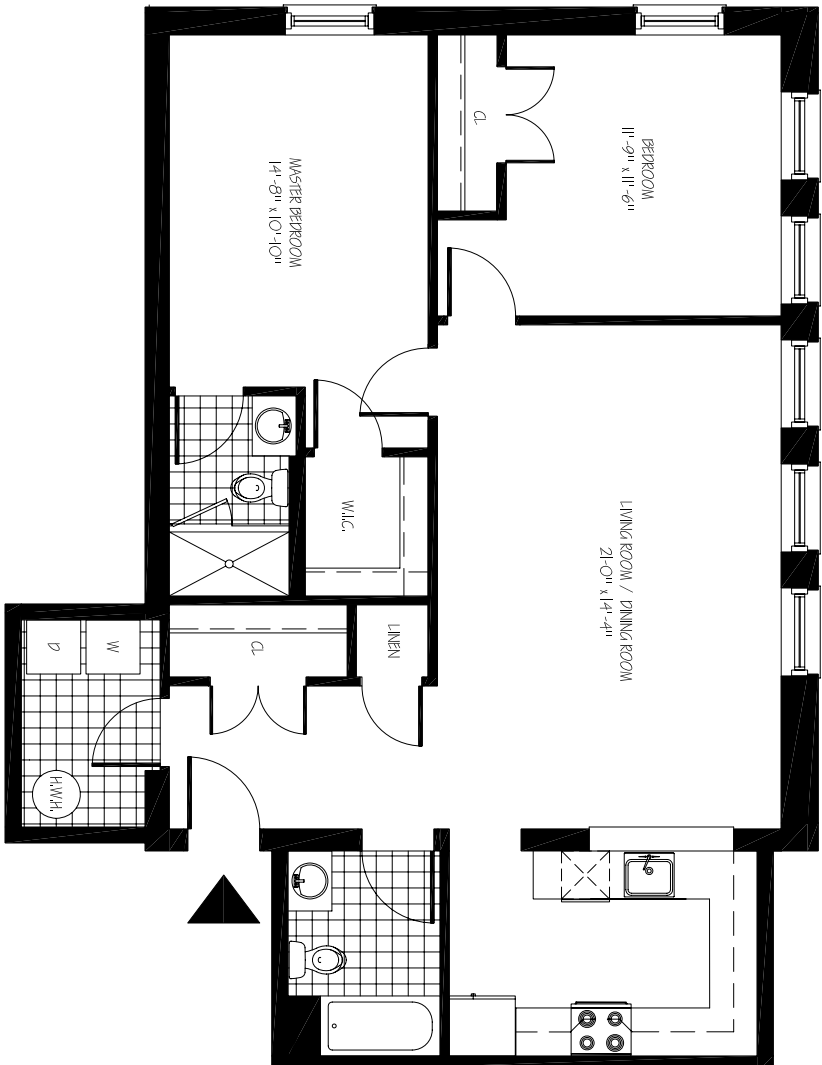 MASTER BEDROOM
14'-8" x 10'-10"
CL
BEDROOM
11'-9" x 11'-6"
W.I.C.
LIVING ROOM / DINING ROOM
21'-0" x 14'-4"
D
W
CL
LINEN
H.W.H.